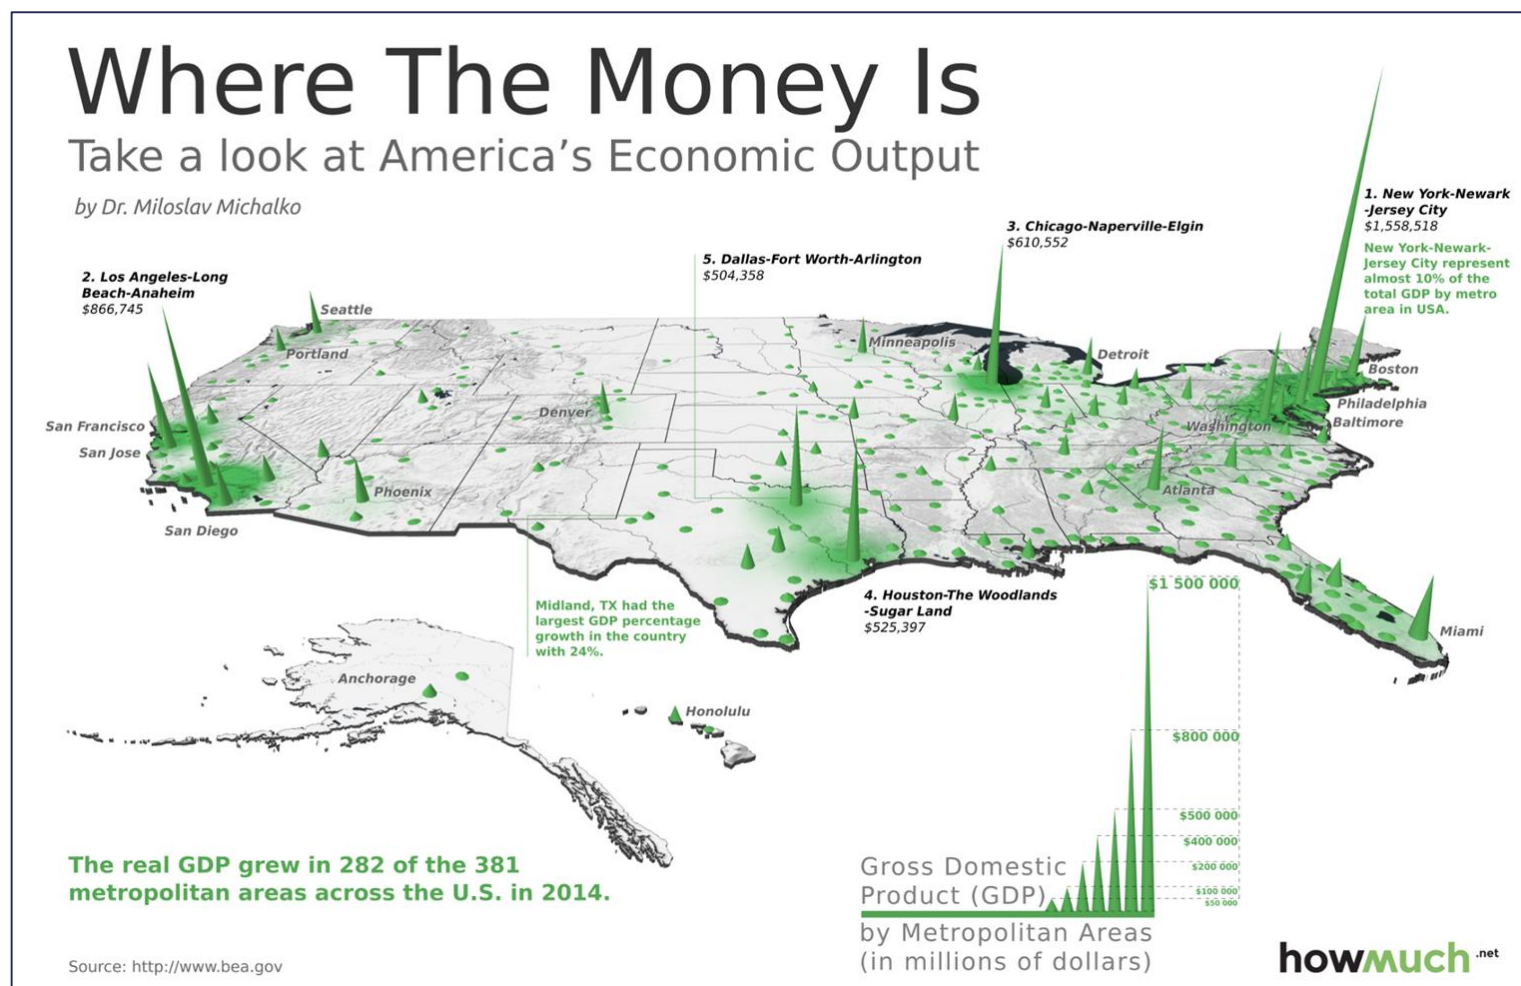 Where The Money Is
Take a look at America's Economic Output
by Dr. Miloslav Michalko
1. New York-Newark
-Jersey City
$1,558,518
New York-Newark-
Jersey City represent
almost 10% of the
total GDP by metro
area in USA.
3. Chicago-Naperville-Elgin
$610,552
5. Dallas-Fort Worth-Arlington
$504,358
2. Los Angeles-Long
Beach-Anaheim
$866,745
Seattle
Portland
Minneapolis
Detroit
Boston
Philadelphia
Baltimore
Washington
Denver
San Francisco
San Jose
Phoenix
Atlanta
San Diego
4. Houston-The Woodlands
-Sugar Land
$525,397
Midland, TX had the
largest GDP percentage
growth in the country
with 24%.
Miami
Anchorage
Honolulu
$1 500 000
$800 000
$500 000
$400 000
$200 000
$100 000
$50 000
Gross Domestic
Product (GDP)
by Metropolitan Areas
(in millions of dollars)
The real GDP grew in 282 of the 381
metropolitan areas across the U.S. in 2014.
Source: http://www.bea.gov
howmuch.net